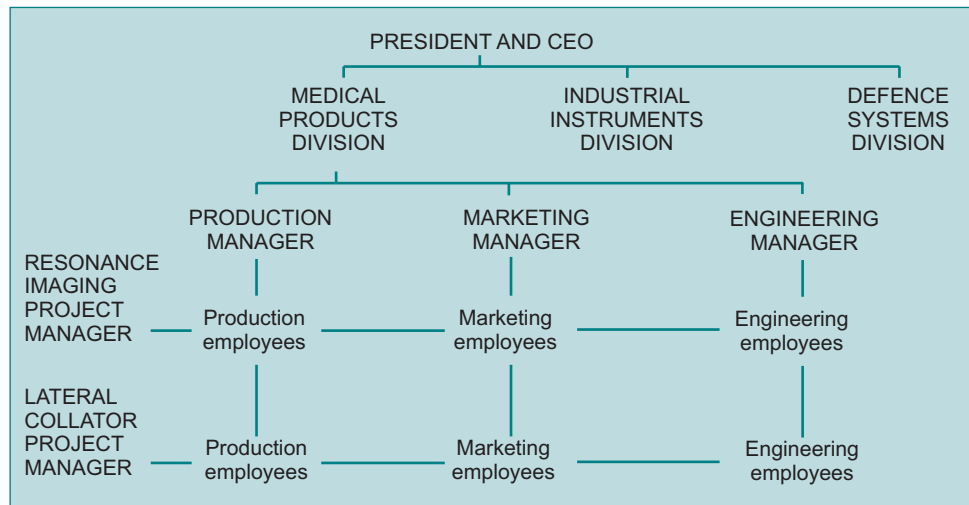 PRESIDENT AND CEO
MEDICAL
PRODUCTS
DIVISION
INDUSTRIAL
INSTRUMENTS
DIVISION
DEFENCE
SYSTEMS
DIVISION
PRODUCTION
MANAGER
MARKETING
MANAGER
ENGINEERING
MANAGER
RESONANCE
IMAGING
PROJECT
MANAGER
Production
employees
Marketing
employees
Engineering
employees
LATERAL
COLLATOR
PROJECT
MANAGER
Production
employees
Marketing
employees
Engineering
employees